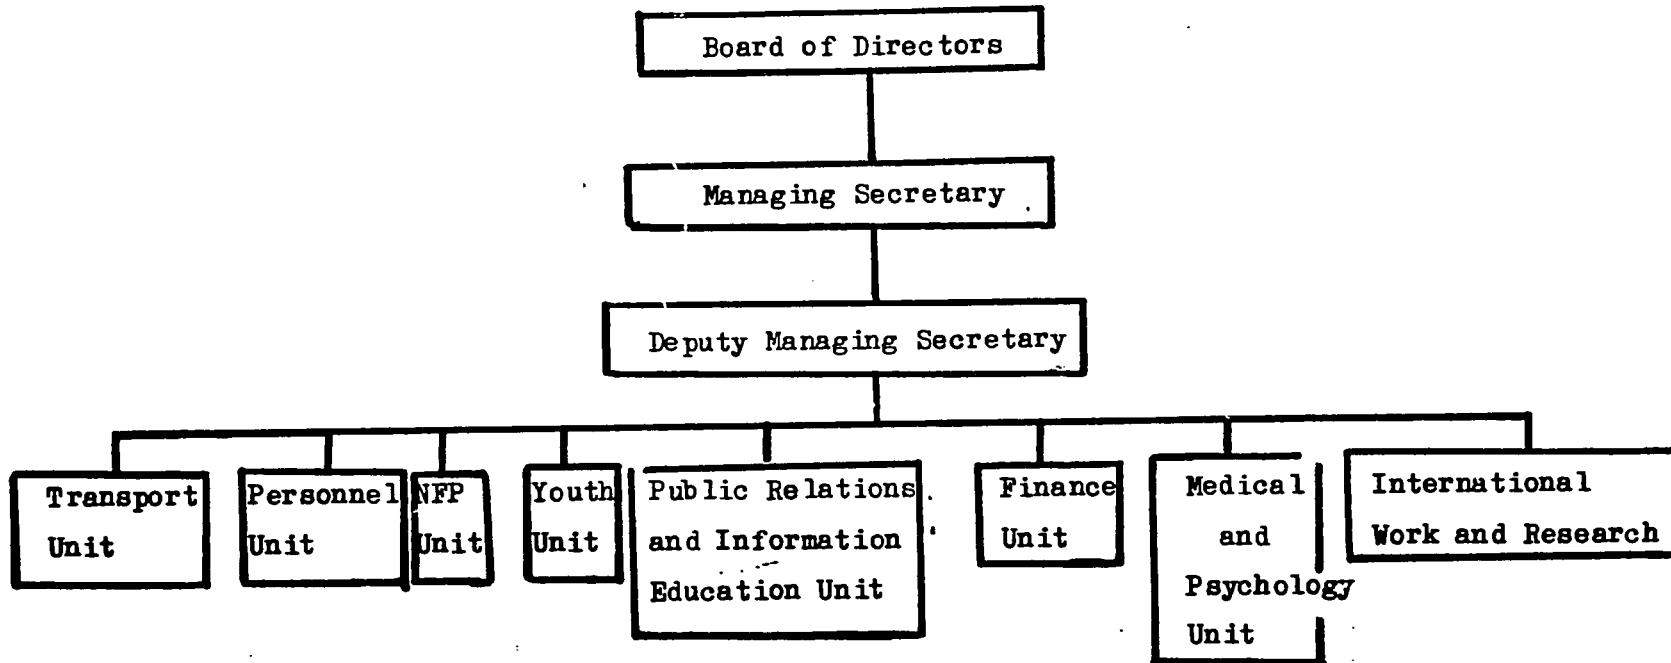 Board of Directors
Managing Secretary
Deputy Managing Secretary
Transport
Unit
Personnel
Unit
NFP
Unit
Youth
Unit
Public Relations
and Information
Education Unit
Finance
Unit
Medical
and
Psychology
Unit
International
Work and Research